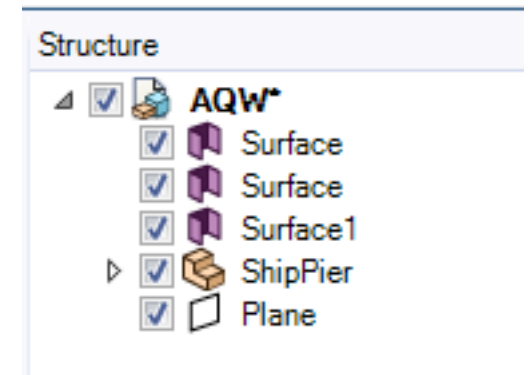 Structure
AQW*
Surface
Surface
Surface1
ShipPier
Plane